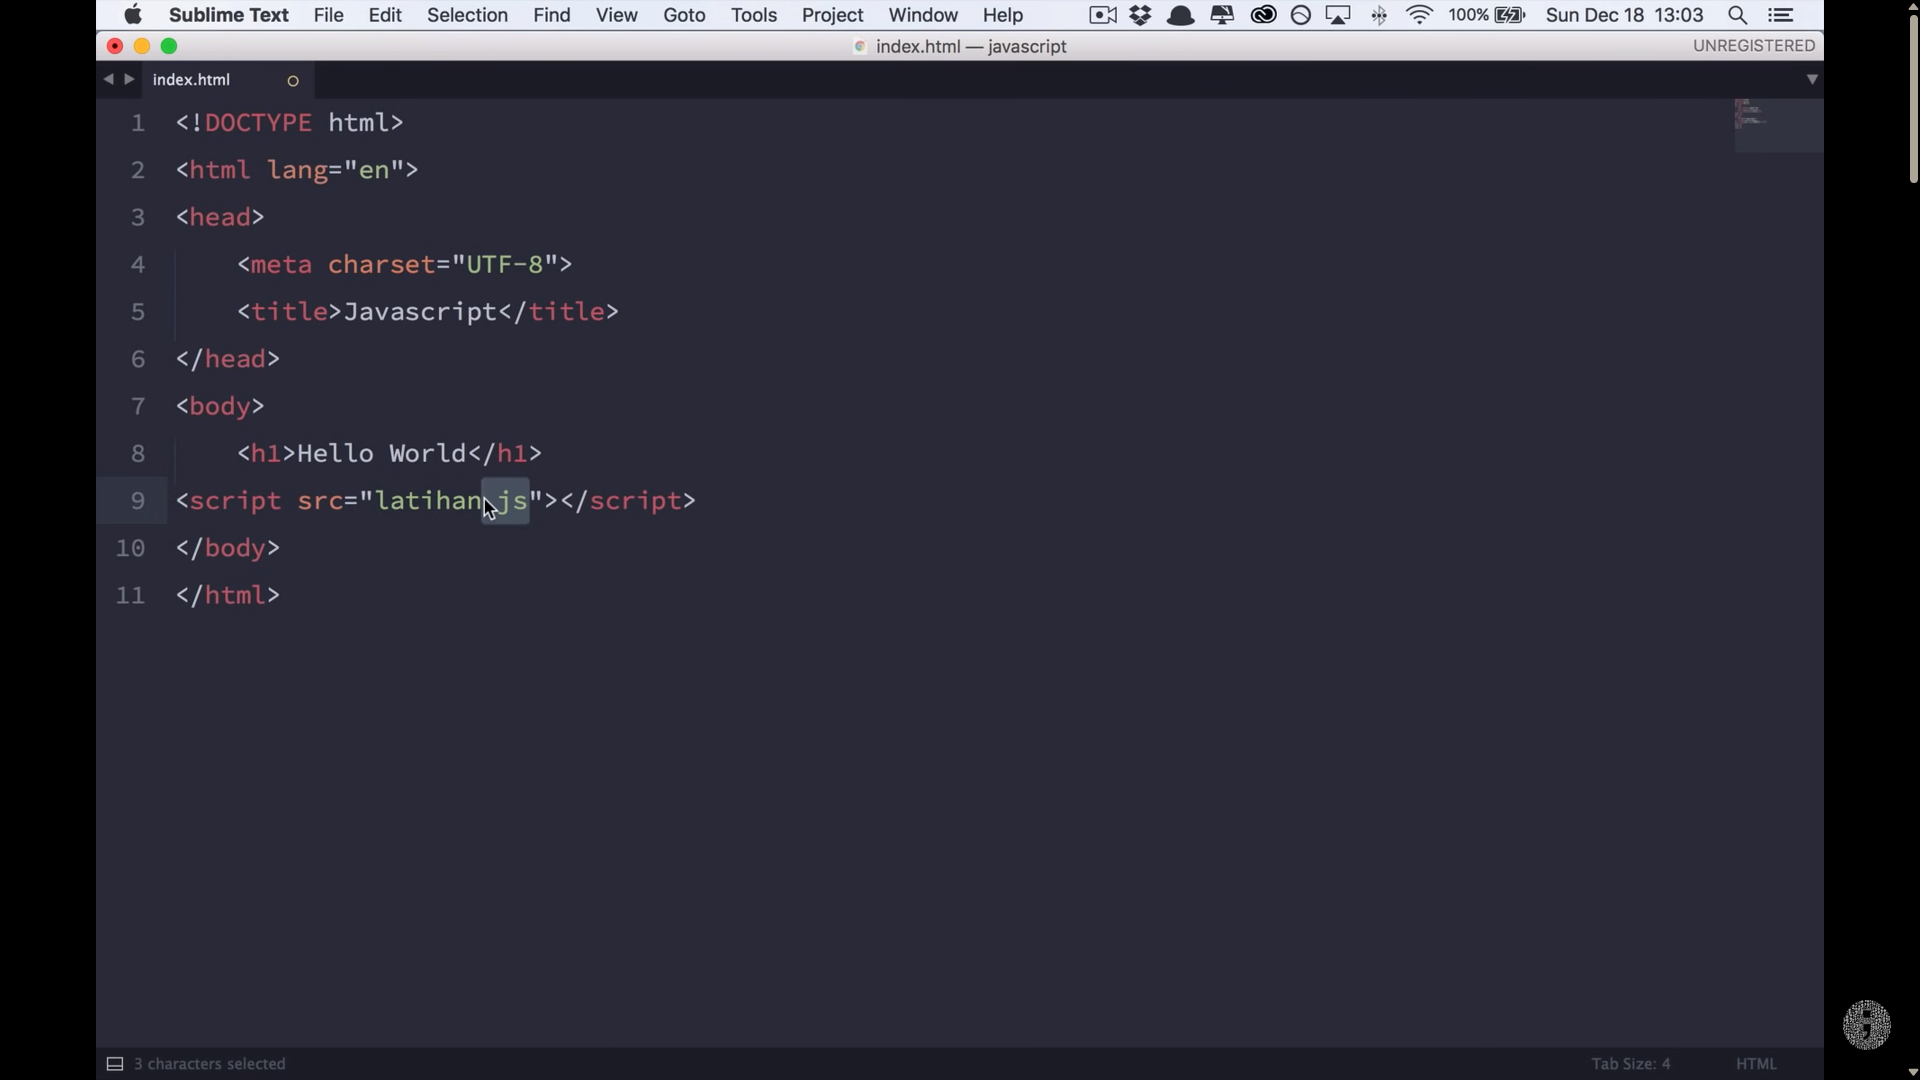 Sublime Text File Edit Selection Find View Goto Tools Project Window Help 100% Sun Dec 18 13:03
index.html — javascript UNREGISTERED
index.html
1 <!DOCTYPE html>
2 <html lang="en">
3 <head>
4 <meta charset="UTF-8">
5 <title>Javascript</title>
6 </head>
7 <body>
8 <h1>Hello World</h1>
9 <script src="latihan.js"></script>
10 </body>
11 </html>
3 characters selected Tab Size: 4 HTML